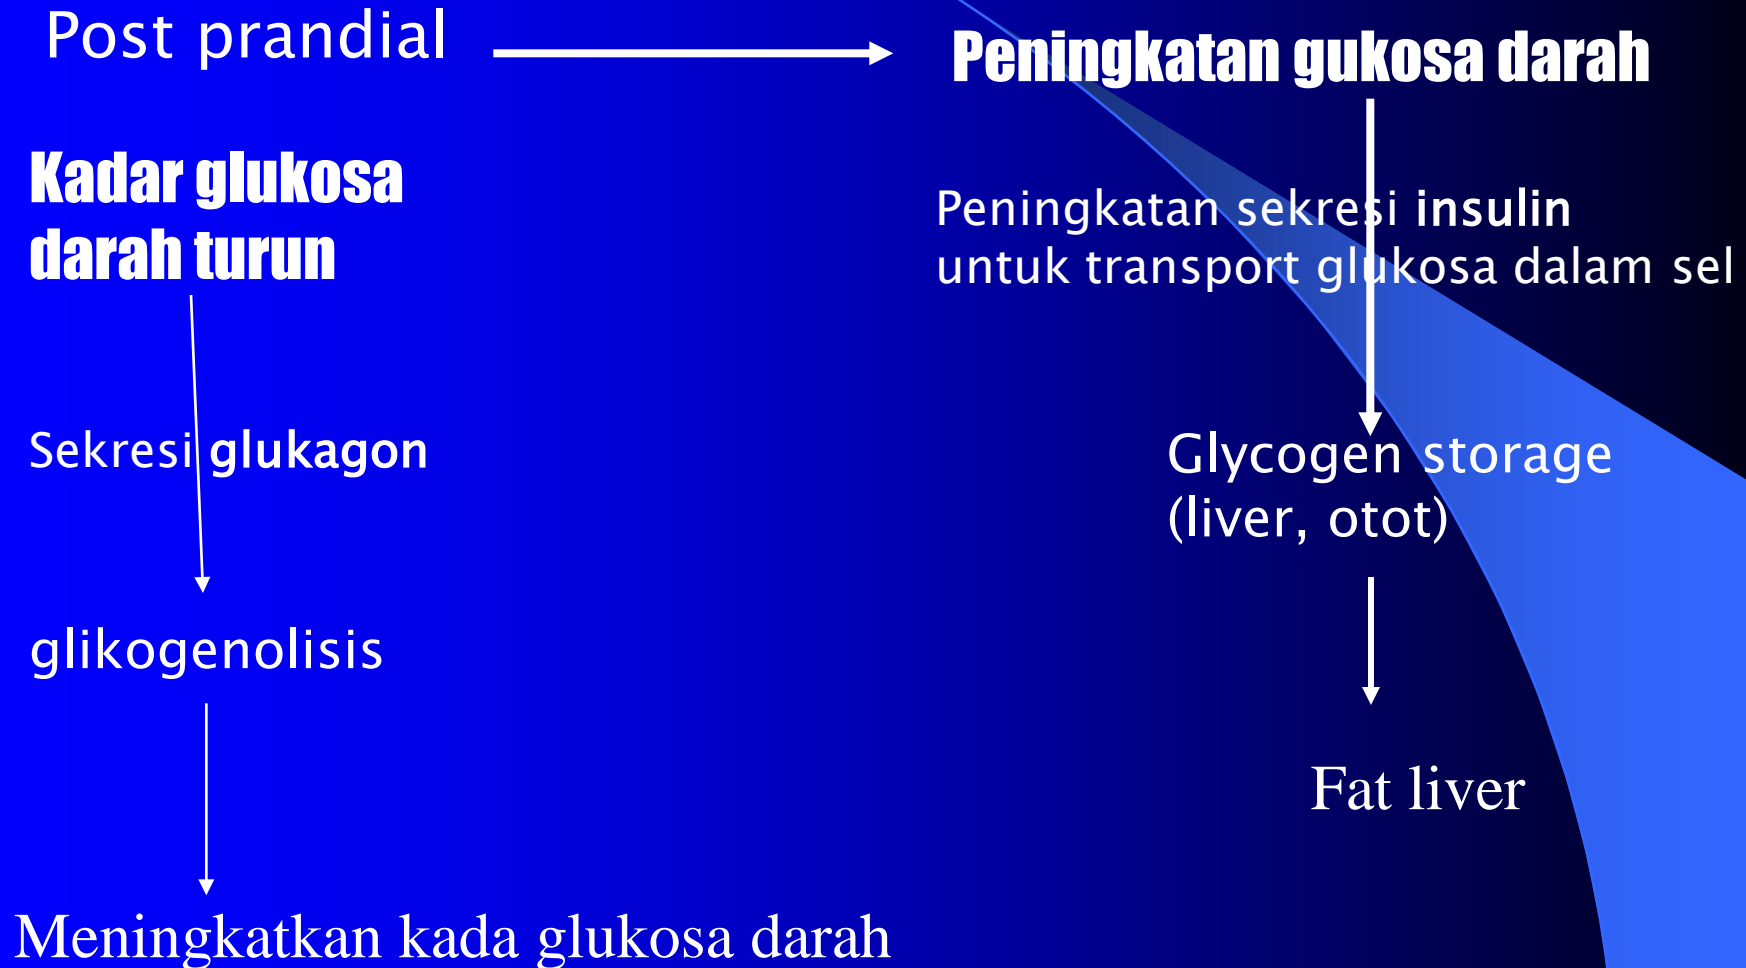 Post prandial
Peningkatan gukosa darah
Kadar glukosa
darah turun
Peningkatan sekresi insulin
untuk transport glukosa dalam sel
Sekresi glukagon
Glycogen storage
(liver, otot)
glikogenolisis
Fat liver
Meningkatkan kada glukosa darah